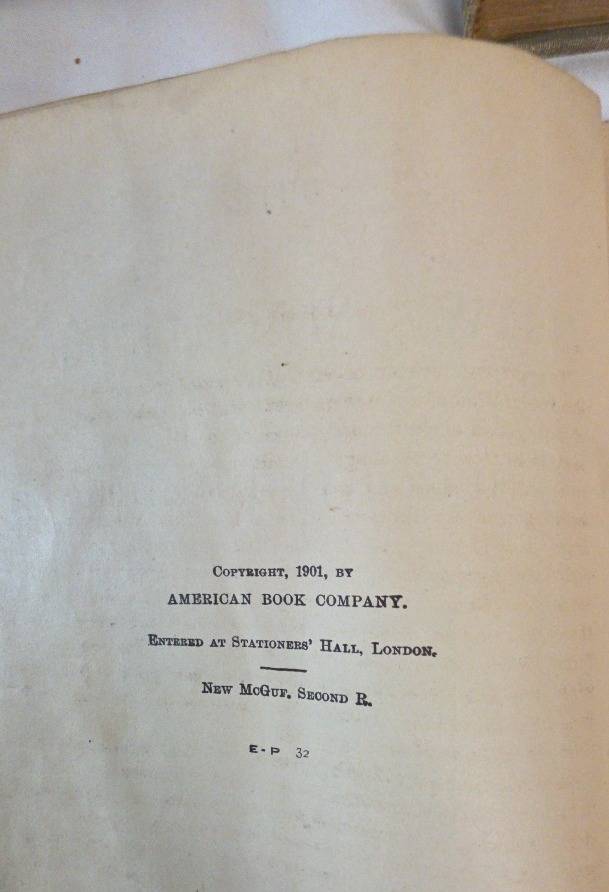 Copyright, 1901, by
AMERICAN BOOK COMPANY.
Entered at Stationers' Hall, London.
New McGuf. Second R.
E-P 32